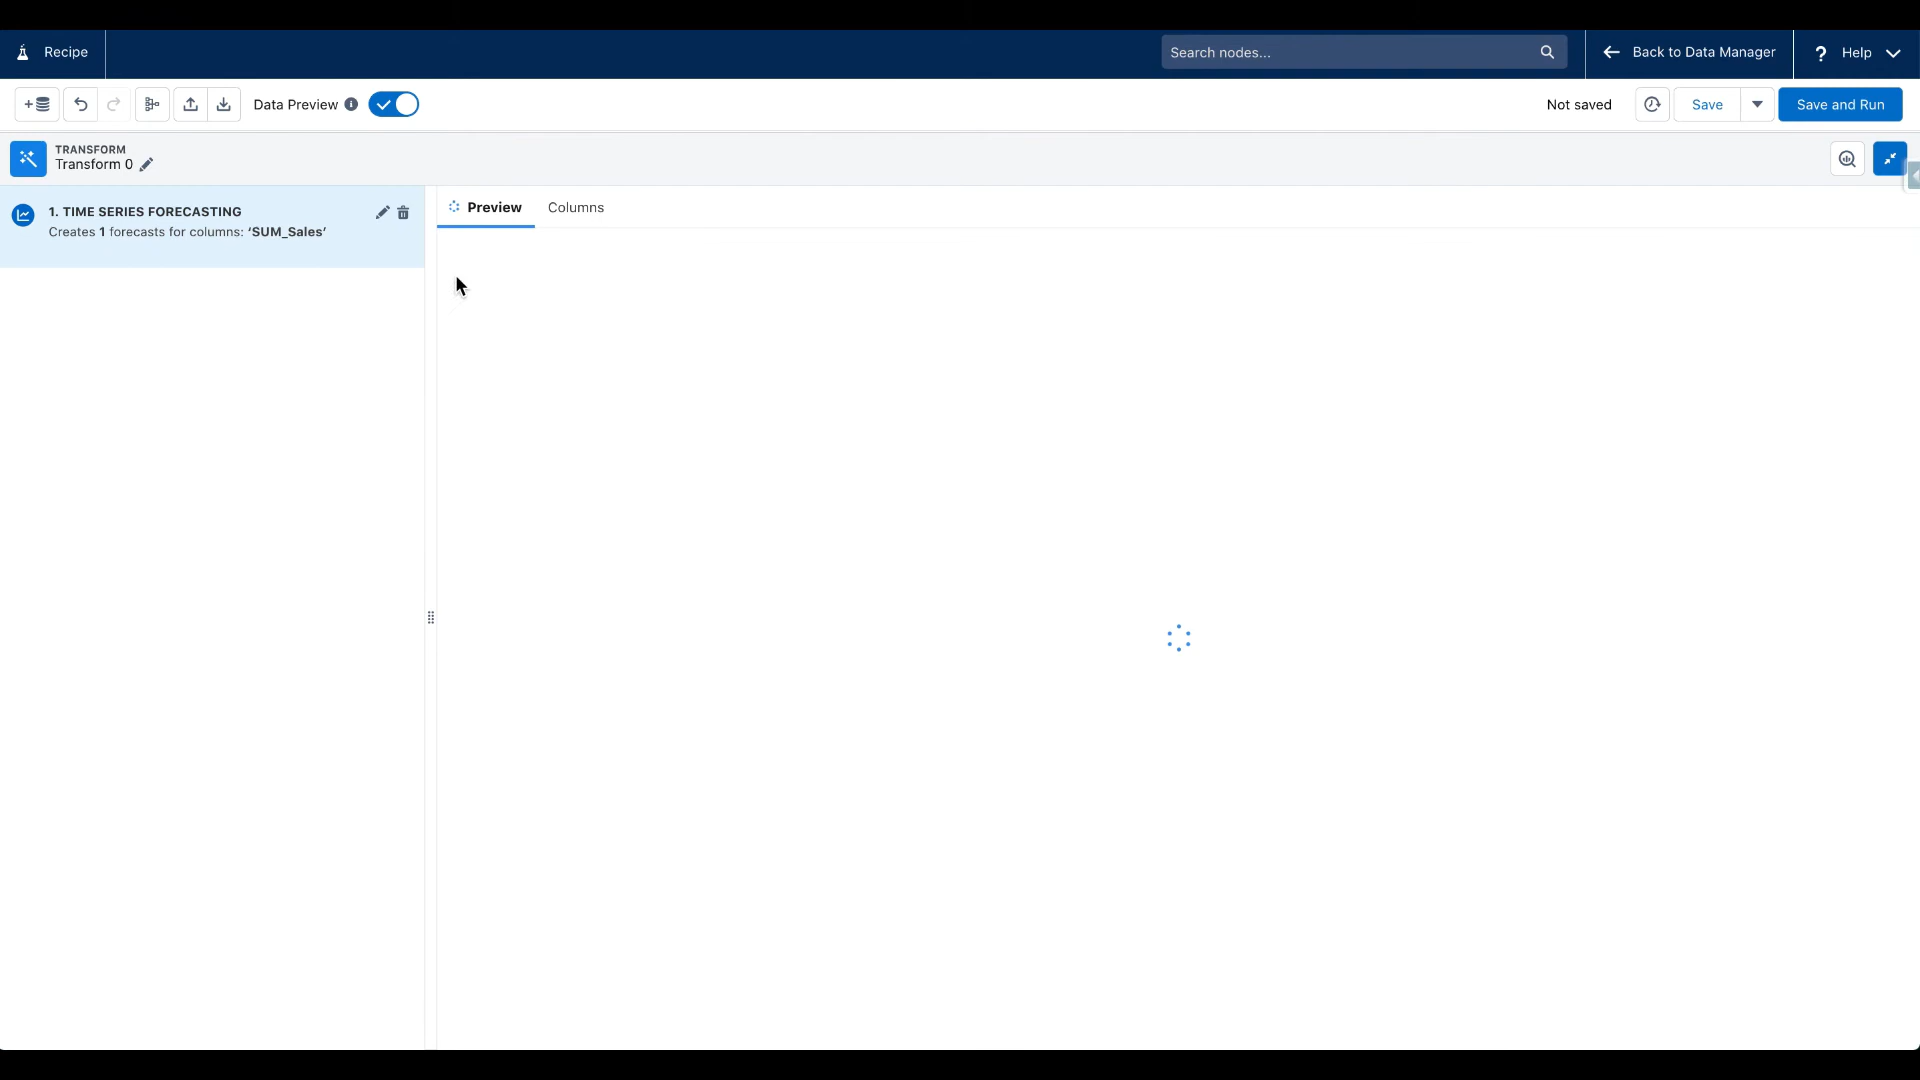 Recipe
Search nodes...
Back to Data Manager
? Help
Data Preview
Not saved
Save
Save and Run
TRANSFORM
Transform 0
1. TIME SERIES FORECASTING
Creates 1 forecasts for columns: ‘SUM_Sales’
Preview
Columns